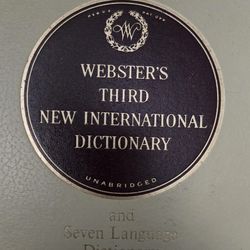 W
WEBSTER'S
THIRD
NEW INTERNATIONAL
DICTIONARY
UNABRIDGED
and
Seven Language